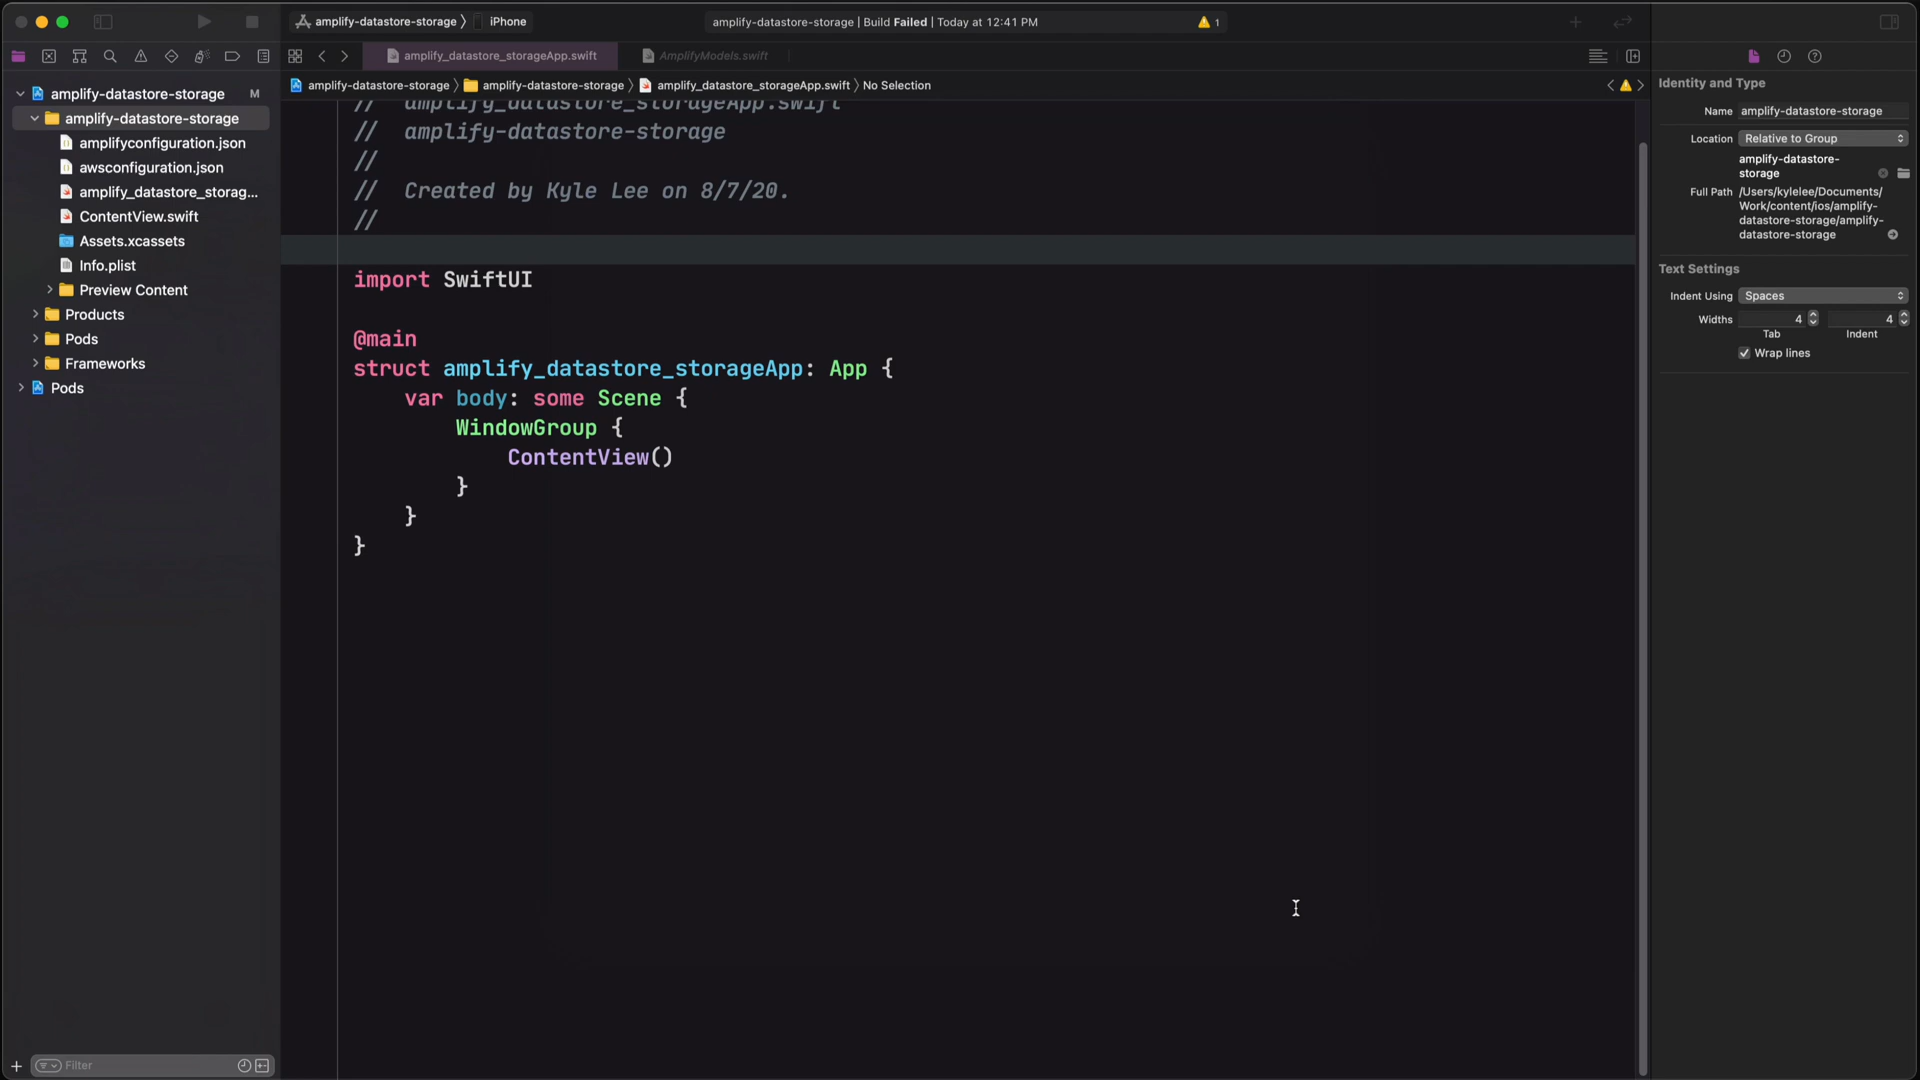 amplify-datastore-storage 〉 iPhone
amplify-datastore-storage | Build Failed | Today at 12:41 PM
1
amplify_datastore_storageApp.swift
AmplifyModels.swift
amplify-datastore-storage 〉 amplify-datastore-storage 〉 amplify_datastore_storageApp.swift 〉 No Selection
amplify-datastore-storage M
amplify-datastore-storage
amplifyconfiguration.json
awsconfiguration.json
amplify_datastore_storag...
ContentView.swift
Assets.xcassets
Info.plist
Preview Content
Products
Pods
Frameworks
Pods
Filter
// amplify_datastore_storageApp.swift
// amplify-datastore-storage
//
// Created by Kyle Lee on 8/7/20.
//
import SwiftUI
@main
struct amplify_datastore_storageApp: App {
var body: some Scene {
WindowGroup {
ContentView()
}
}
}
Identity and Type
Name amplify-datastore-storage
Location Relative to Group
amplify-datastore-
storage
Full Path /Users/kylelee/Documents/
Work/content/ios/amplify-
datastore-storage/amplify-
datastore-storage
Text Settings
Indent Using Spaces
Widths 4 4
Tab Indent
Wrap lines